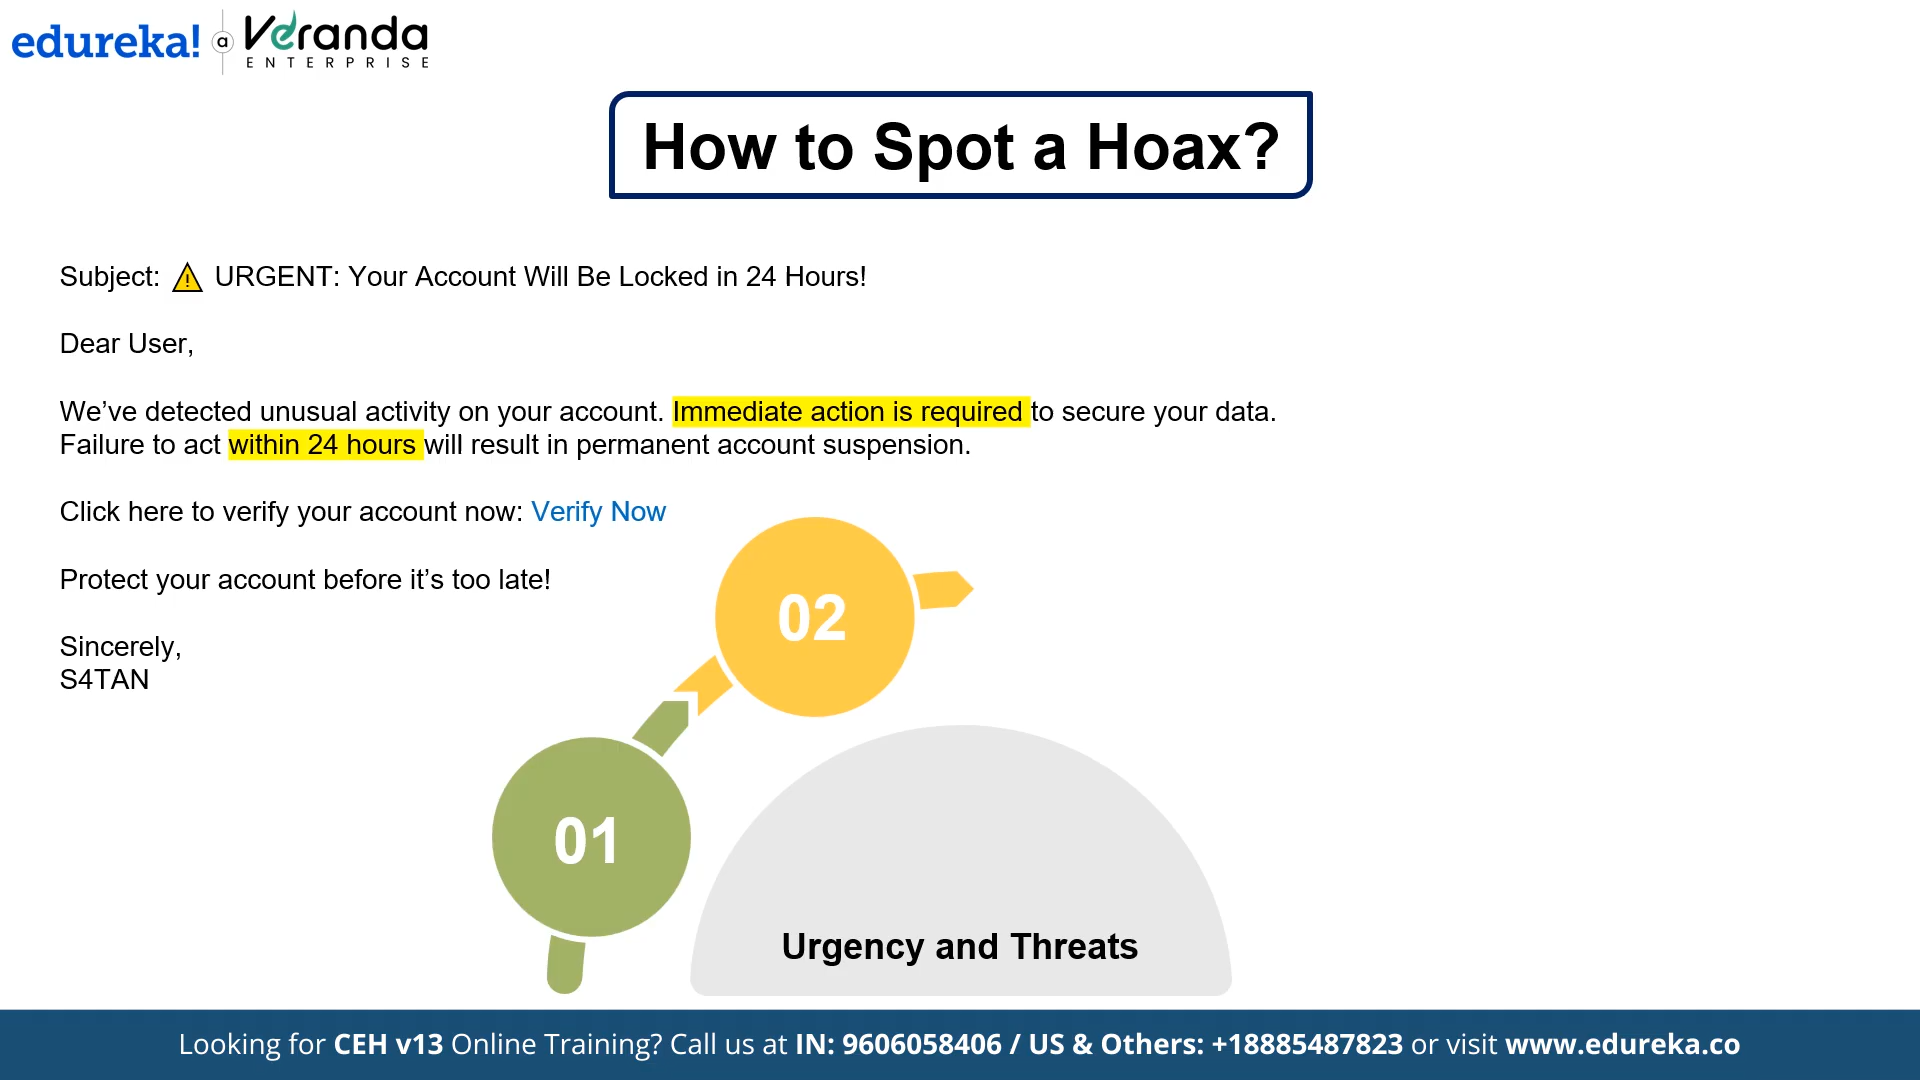 edureka! a Veranda
ENTERPRISE
How to Spot a Hoax?
Subject: ⚠ URGENT: Your Account Will Be Locked in 24 Hours!
Dear User,
We’ve detected unusual activity on your account. Immediate action is required to secure your data.
Failure to act within 24 hours will result in permanent account suspension.
Click here to verify your account now: Verify Now
Protect your account before it’s too late!
Sincerely,
S4TAN
02
01
Urgency and Threats
Looking for CEH v13 Online Training? Call us at IN: 9606058406 / US & Others: +18885487823 or visit www.edureka.co